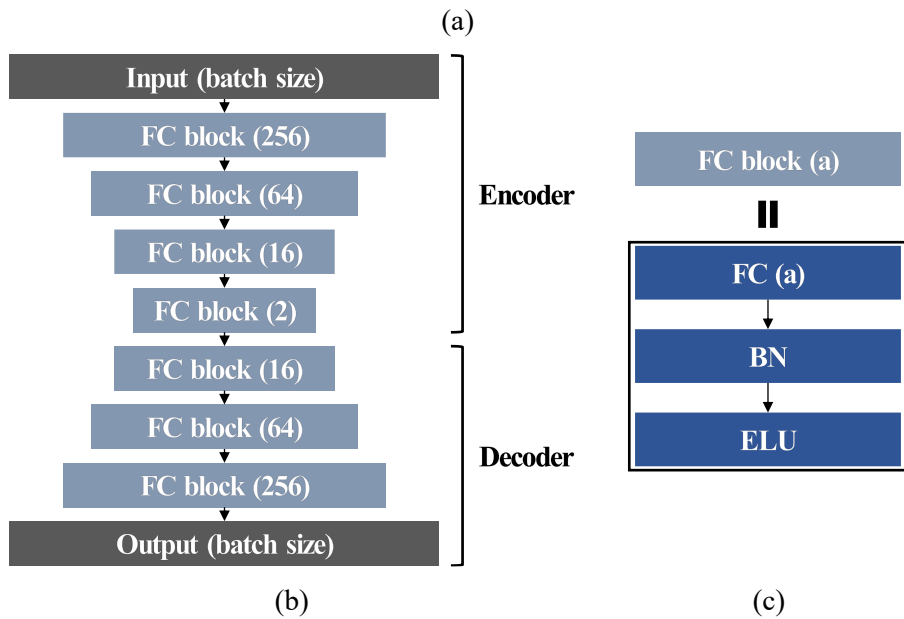 (a)
Input (batch size)
FC block (256)
FC block (64)
FC block (16)
FC block (2)
FC block (16)
FC block (64)
FC block (256)
Output (batch size)
Encoder
Decoder
(b)
FC block (a)
FC (a)
BN
ELU
(c)